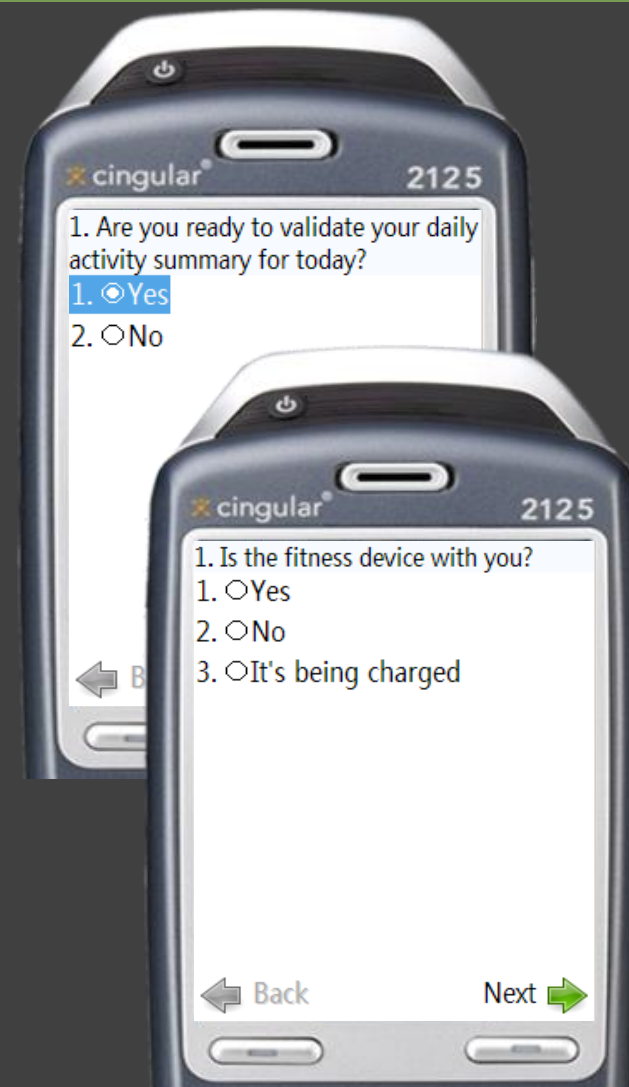 cingular®
2125
1. Are you ready to validate your daily
activity summary for today?
1. Yes
2. No
cingular®
2125
1. Is the fitness device with you?
1. Yes
2. No
3. It's being charged
Back
Next